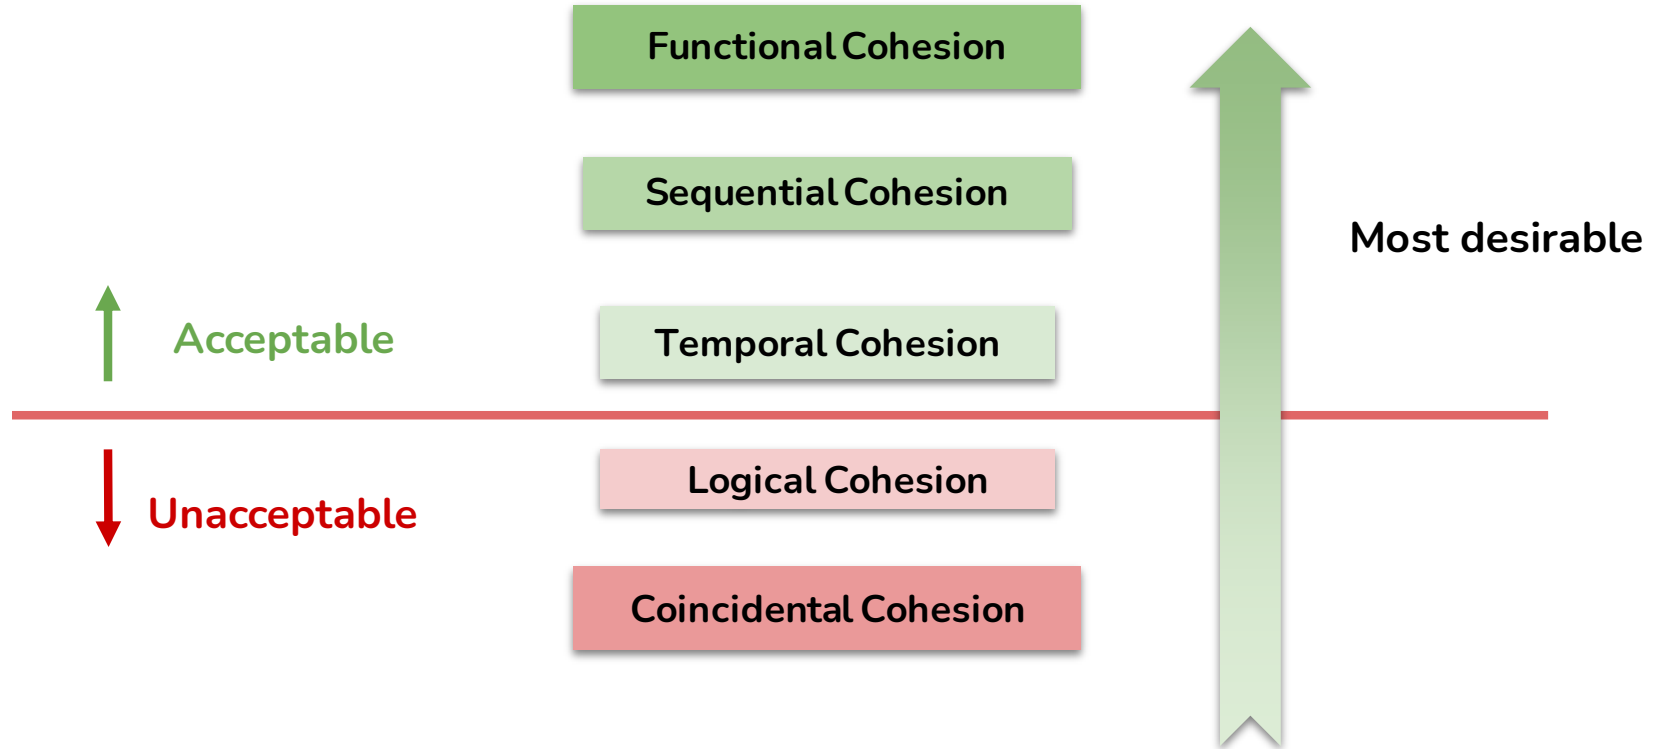 Functional Cohesion
Sequential Cohesion
Most desirable
Acceptable
Temporal Cohesion
Logical Cohesion
Unacceptable
Coincidental Cohesion